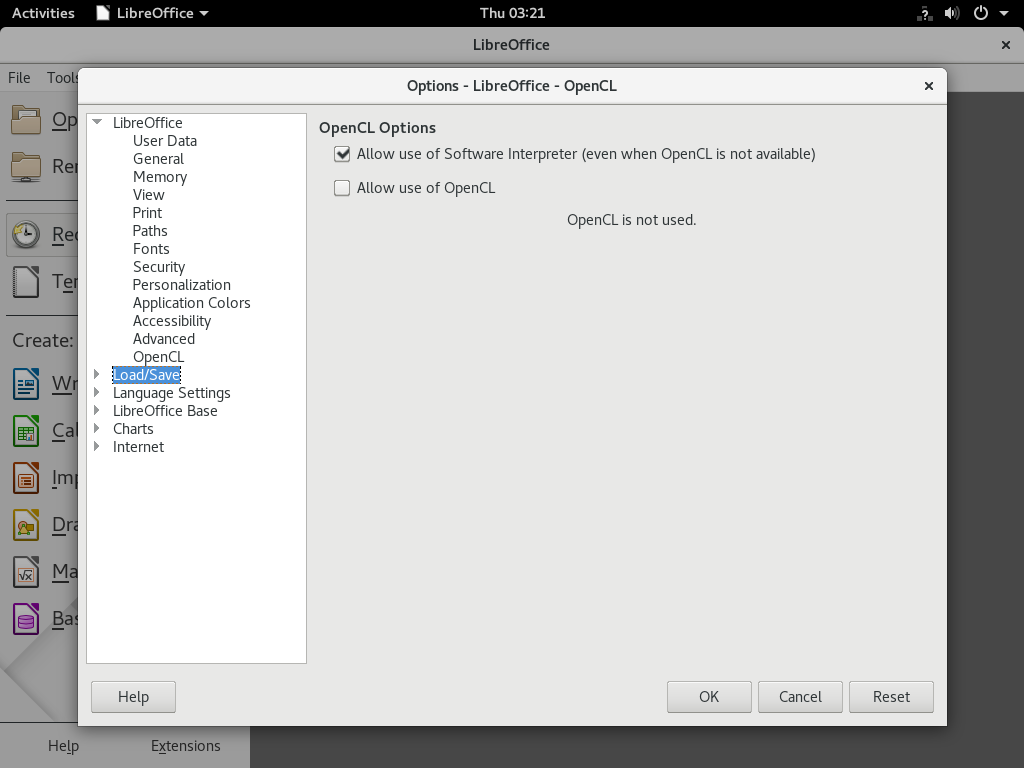 Activities LibreOffice Thu 03:21
LibreOffice
File Tools
Options - LibreOffice - OpenCL
Op
Rem
Rec
Tem
Create:
Wr
Cal
Imp
Dra
Ma
Bas
Help Extensions
LibreOffice
User Data
General
Memory
View
Print
Paths
Fonts
Security
Personalization
Application Colors
Accessibility
Advanced
OpenCL
Load/Save
Language Settings
LibreOffice Base
Charts
Internet
OpenCL Options
Allow use of Software Interpreter (even when OpenCL is not available)
Allow use of OpenCL
OpenCL is not used.
Help OK Cancel Reset